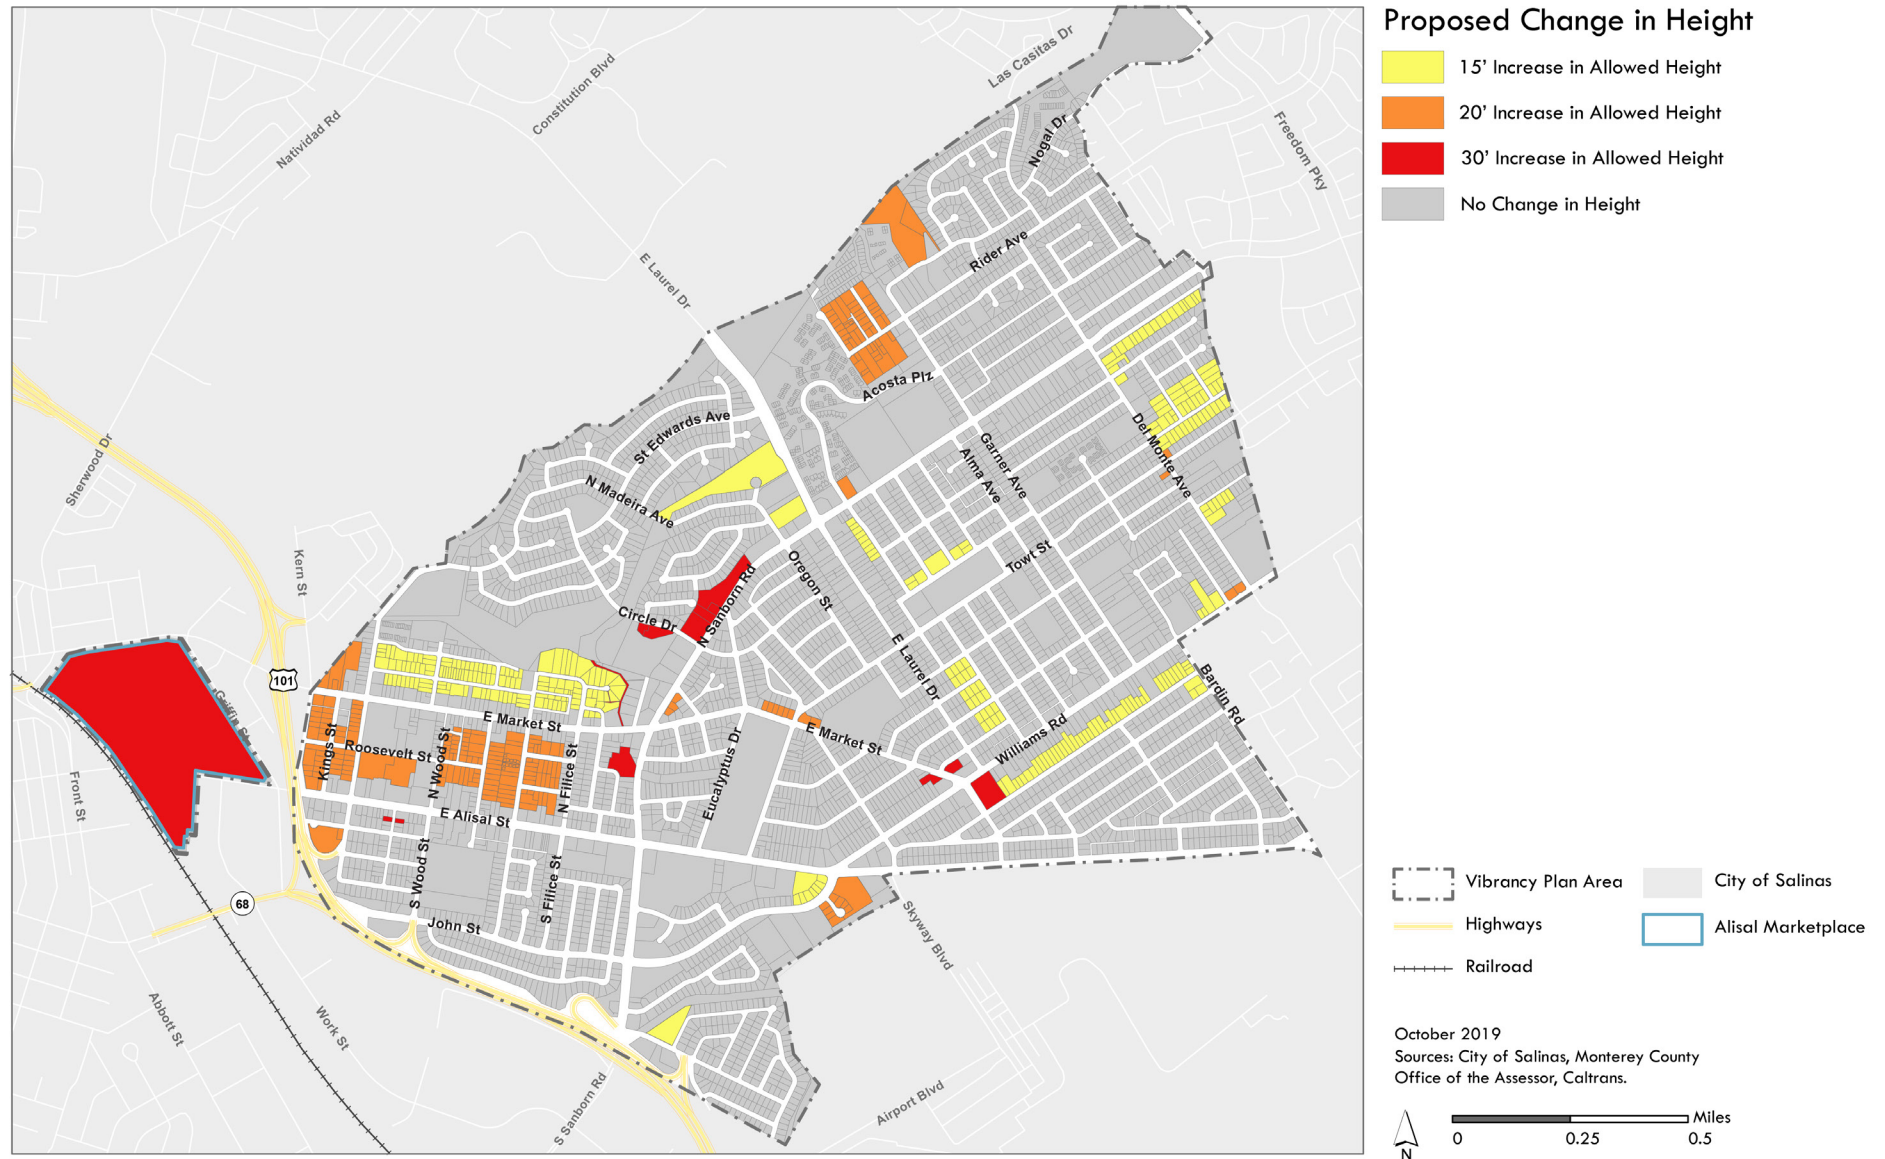 Proposed Change in Height
15' Increase in Allowed Height
20' Increase in Allowed Height
30' Increase in Allowed Height
No Change in Height
Las Casitas Dr
Constitution Blvd
Natividad Rd
Freedom Pky
Nogal Dr
Rider Ave
E Laurel Dr
Acosta Plz
St Edwards Ave
N Madeira Ave
Sherwood Dr
Garner Ave
Alma Ave
Del Monte Ave
Kern St
Towt St
Oregon St
N Sanborn Rd
Circle Dr
E Laurel Dr
101
Griffin St
Bardin Rd
E Market St
E Market St
Williams Rd
Kings St
Roosevelt St
N Wood St
N Filice St
Eucalyptus Dr
Front St
E Alisal St
S Wood St
S Filice St
68
John St
Skyway Blvd
Abbott St
Work St
S Sanborn Rd
Airport Blvd
Vibrancy Plan Area
City of Salinas
Highways
Alisal Marketplace
Railroad
October 2019
Sources: City of Salinas, Monterey County
Office of the Assessor, Caltrans.
N
Miles
0 0.25 0.5